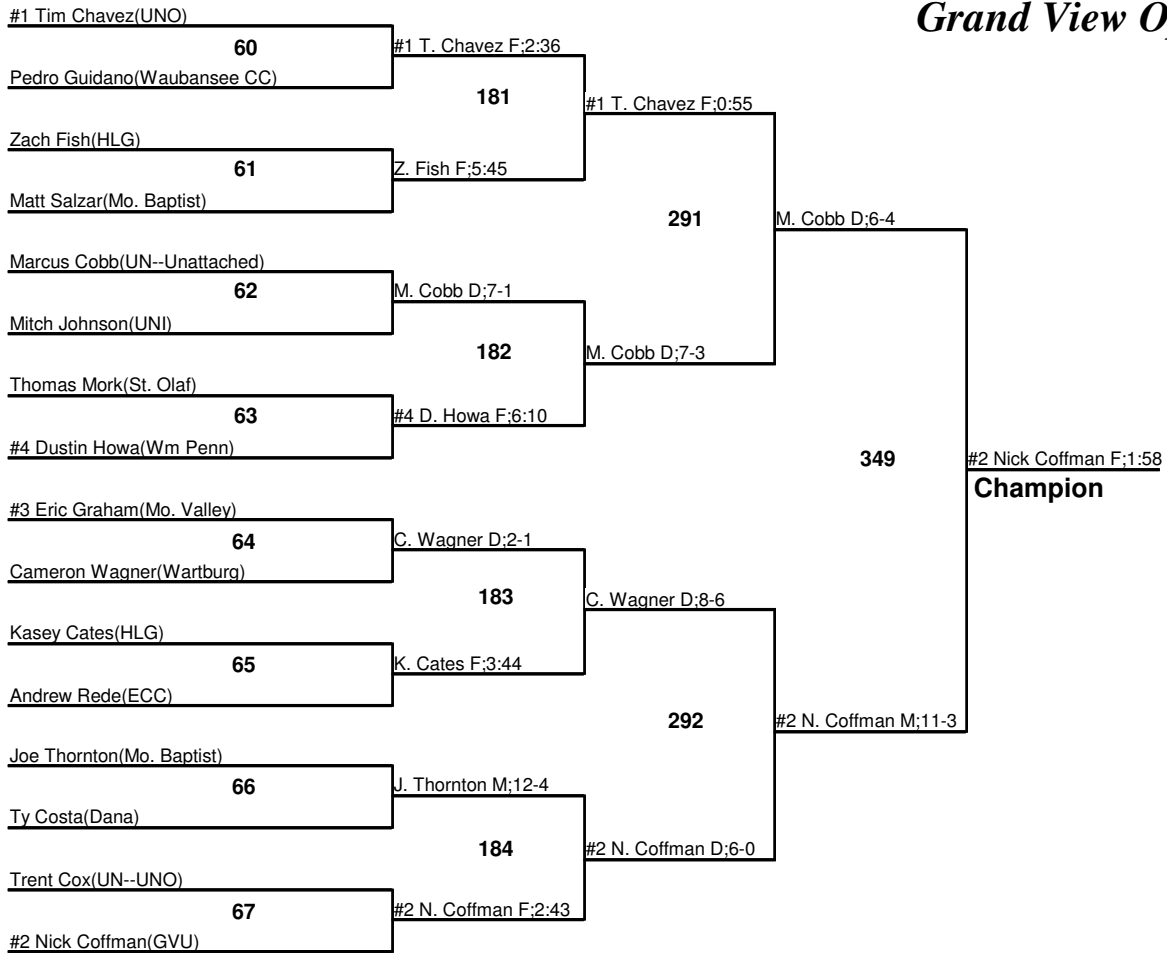 Grand View O
#1 Tim Chavez(UNO)
60
Pedro Guidano(Waubansee CC)
#1 T. Chavez F;2:36
181
Zach Fish(HLG)
61
Matt Salzar(Mo. Baptist)
Z. Fish F;5:45
#1 T. Chavez F;0:55
291
Marcus Cobb(UN--Unattached)
62
Mitch Johnson(UNI)
M. Cobb D;7-1
182
Thomas Mork(St. Olaf)
63
#4 Dustin Howa(Wm Penn)
#4 D. Howa F;6:10
M. Cobb D;7-3
M. Cobb D;6-4
349
#3 Eric Graham(Mo. Valley)
64
Cameron Wagner(Wartburg)
C. Wagner D;2-1
183
Kasey Cates(HLG)
65
Andrew Rede(ECC)
K. Cates F;3:44
C. Wagner D;8-6
292
Joe Thornton(Mo. Baptist)
66
Ty Costa(Dana)
J. Thornton M;12-4
184
Trent Cox(UN--UNO)
67
#2 Nick Coffman(GVU)
#2 N. Coffman F;2:43
#2 N. Coffman D;6-0
#2 N. Coffman M;11-3
#2 Nick Coffman F;1:58
Champion